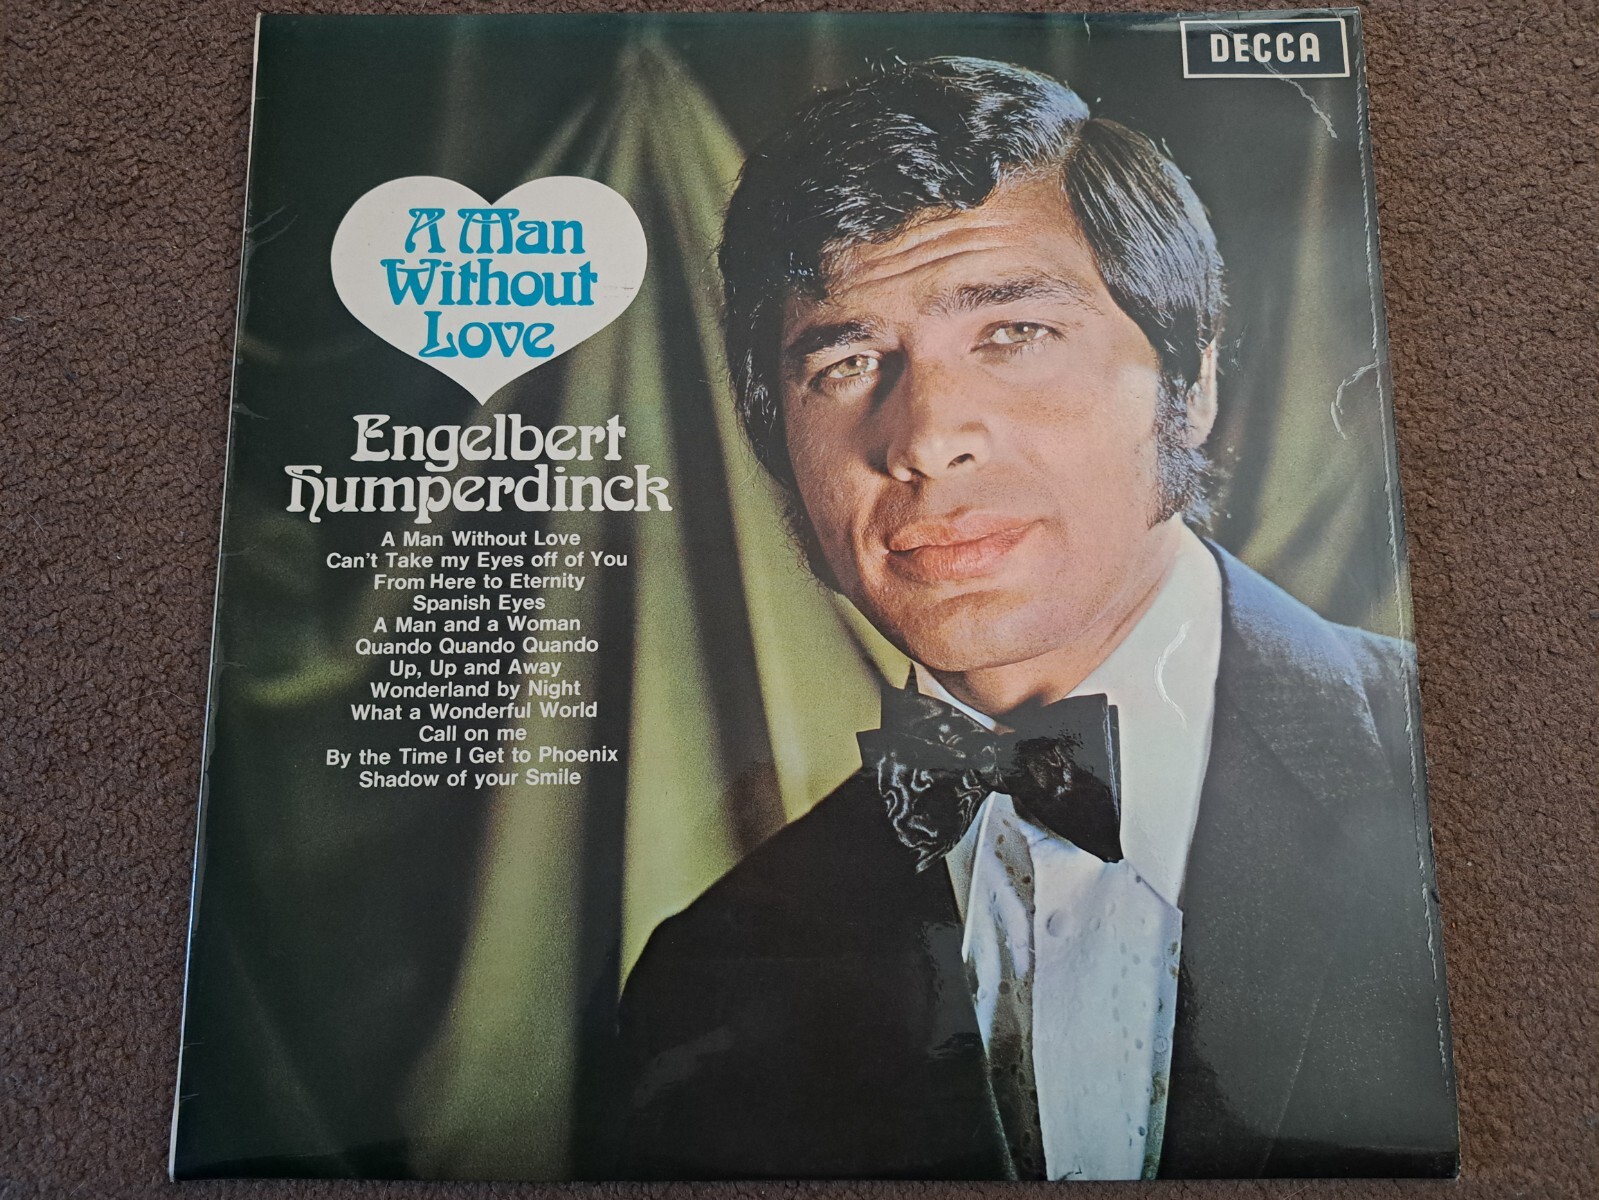 DECCA
A Man
Without
Love
Engelbert
Humperdinck
A Man Without Love
Can't Take my Eyes off of You
From Here to Eternity
Spanish Eyes
A Man and a Woman
Quando Quando Quando
Up, Up and Away
Wonderland by Night
What a Wonderful World
Call on me
By the Time I Get to Phoenix
Shadow of your Smile